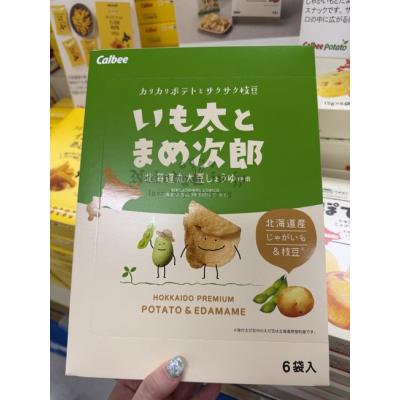 Calbee
カリカリポテトとサクサク枝豆
いも太と
まめ次郎
北海道丸大豆しょうゆ使用
北海道産
じゃがいも
&枝豆
HOKKAIDO PREMIUM
POTATO & EDAMAME
6袋入
Calbee POTATO